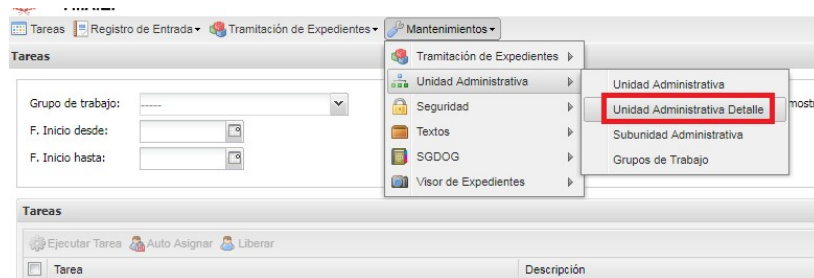 Tareas Registro de Entrada Tramitación de Expedientes Mantenimientos
Tareas
Grupo de trabajo: -----
F. Inicio desde:
F. Inicio hasta:
Tramitación de Expedientes
Unidad Administrativa
Seguridad
Textos
SGDOG
Visor de Expedientes
Unidad Administrativa
Unidad Administrativa Detalle
Subunidad Administrativa
Grupos de Trabajo
Tareas
Ejecutar Tarea Auto Asignar Liberar
Tarea Descripción